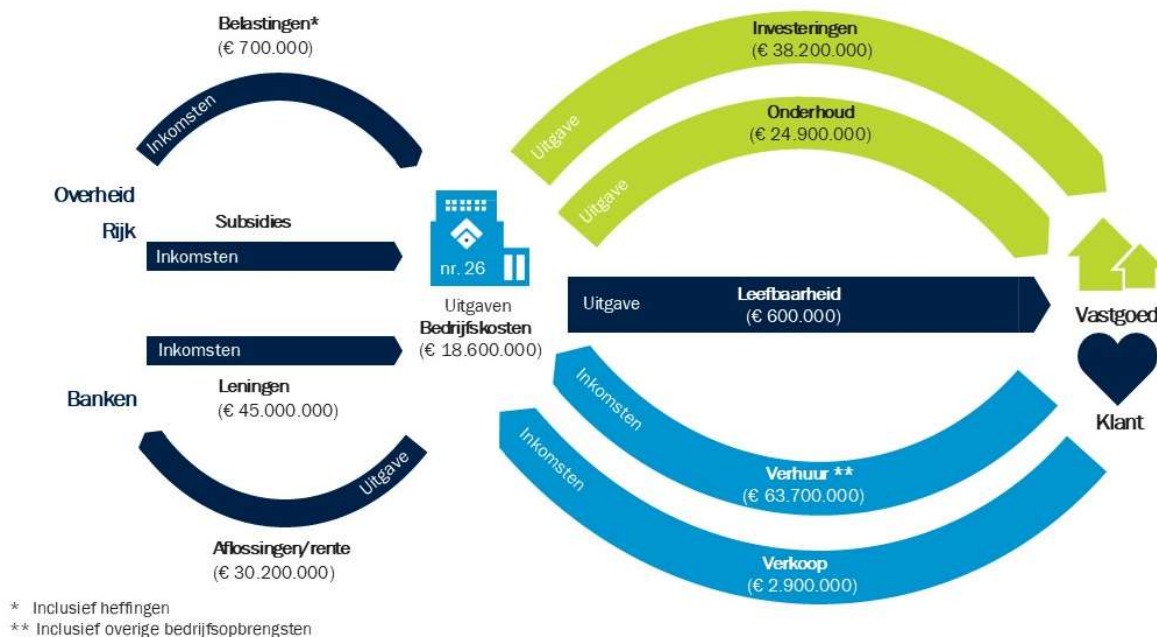 Belastingen*
(€ 700.000)
Inkomsten
Overheid
Rijk
Subsidies
Inkomsten
Inkomsten
Leningen
(€ 45.000.000)
Banken
Uitgave
Aflossingen/rente
(€ 30.200.000)
nr. 26
Uitgaven
Bedrijfskosten
(€ 18.600.000)
Investeringen
(€ 38.200.000)
Uitgave
Onderhoud
(€ 24.900.000)
Uitgave
Uitgave
Leefbaarheid
(€ 600.000)
Inkomsten
Verhuur **
(€ 63.700.000)
Inkomsten
Verkoop
(€ 2.900.000)
Vastgoed
Klant
* Inclusief heffingen
** Inclusief overige bedrijfsopbrengsten